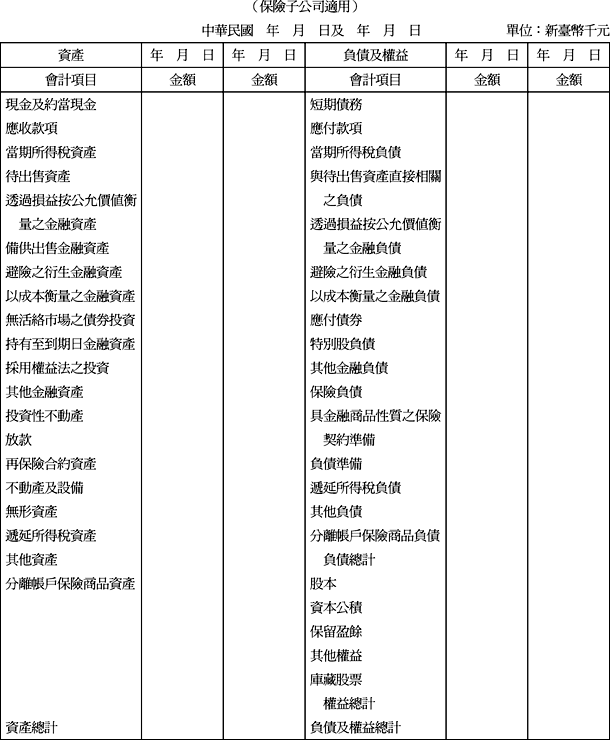 （保險子公司適用）
中華民國　年　月　日及　年　月　日　單位：新臺幣千元
資產　年　月　日　年　月　日　負債及權益　年　月　日　年　月　日
會計項目　金額　金額　會計項目　金額　金額
現金及約當現金　短期債務
應收款項　應付款項
當期所得稅資產　當期所得稅負債
待出售資產　與待出售資產直接相關
透過損益按公允價值衡　之負債
量之金融資產　透過損益按公允價值衡
備供出售金融資產　量之金融負債
避險之衍生金融資產　避險之衍生金融負債
以成本衡量之金融資產　以成本衡量之金融負債
無活絡市場之債券投資　應付債券
持有至到期日金融資產　特別股負債
採用權益法之投資　其他金融負債
其他金融資產　保險負債
投資性不動產　具金融商品性質之保險
放款　契約準備
再保險合約資產　負債準備
不動產及設備　遞延所得稅負債
無形資產　其他負債
遞延所得稅資產　分離帳戶保險商品負債
其他資產　負債總計
分離帳戶保險商品資產　股本
資本公積
保留盈餘
其他權益
庫藏股票
權益總計
資產總計　負債及權益總計